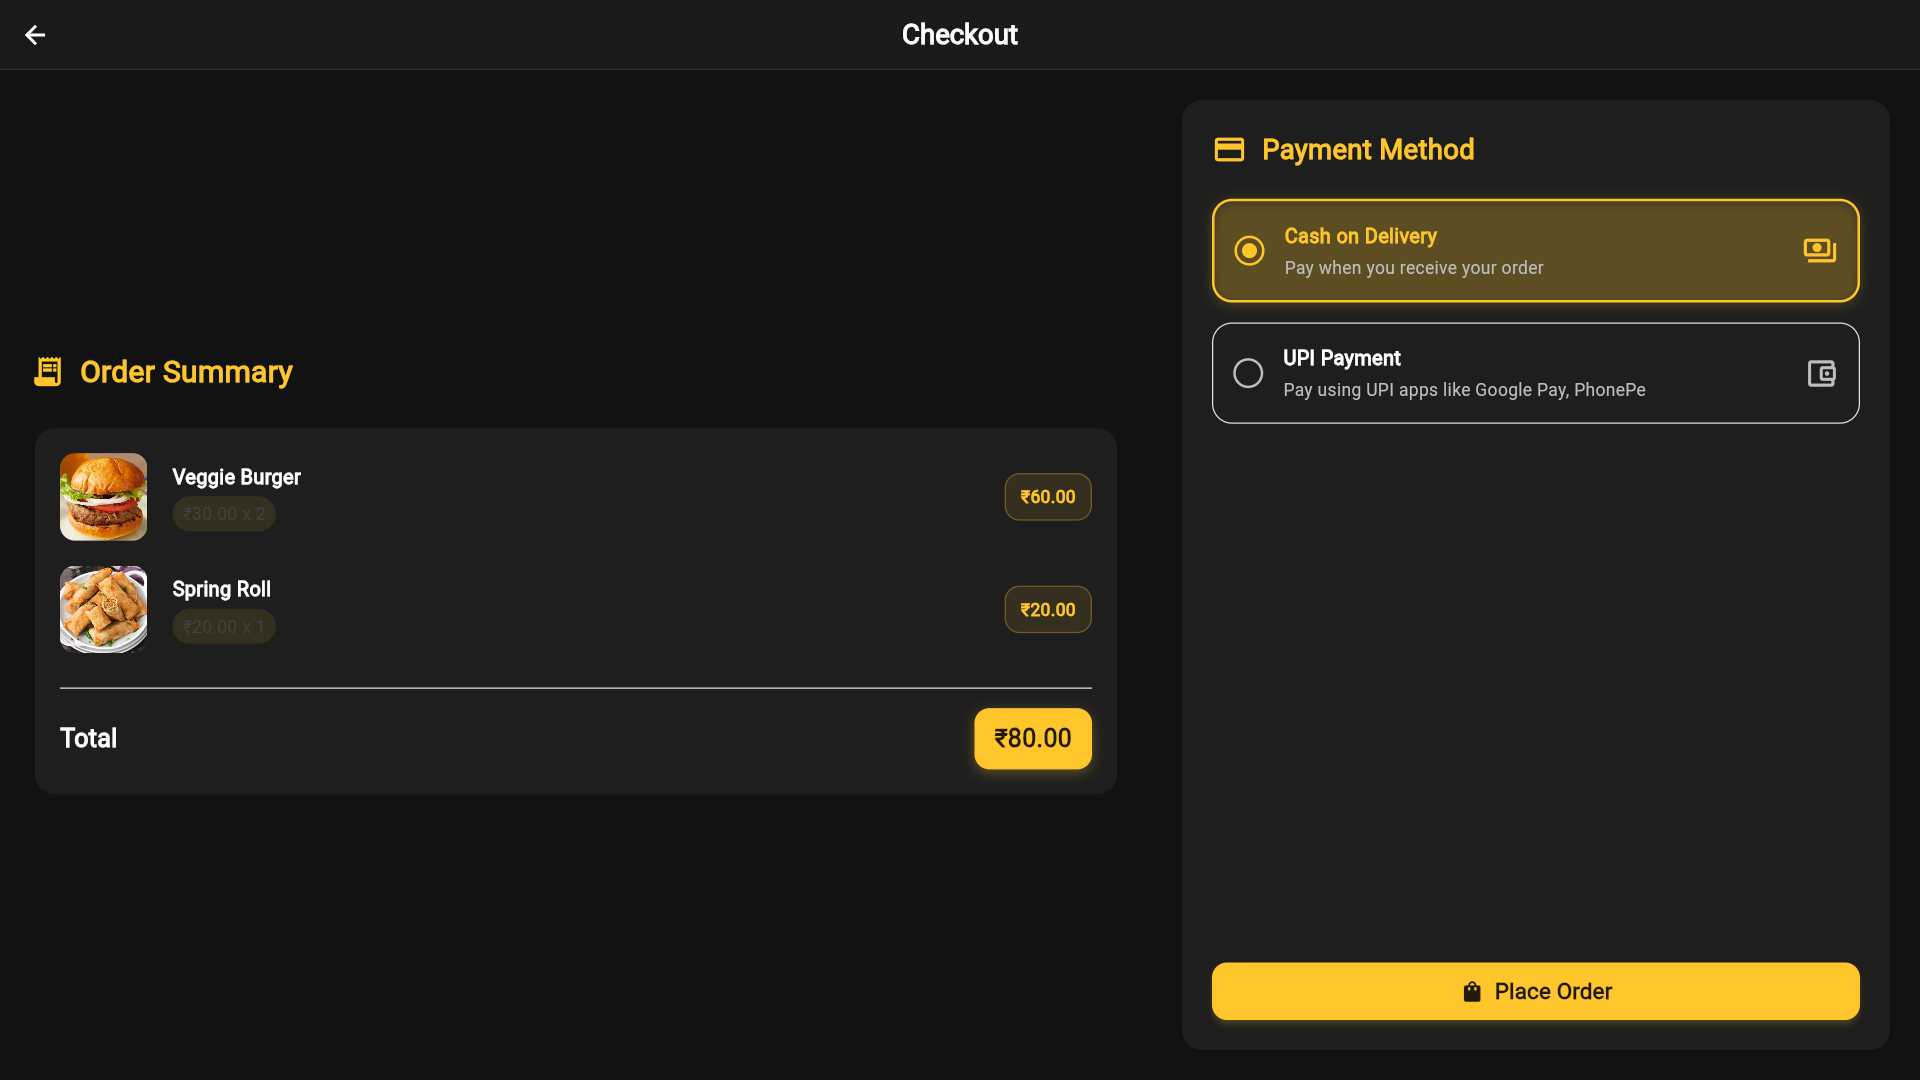 Checkout
Order Summary
Veggie Burger
₹30.00 x 2
₹60.00
Spring Roll
₹20.00 x 1
₹20.00
Total
₹80.00
Payment Method
Cash on Delivery
Pay when you receive your order
UPI Payment
Pay using UPI apps like Google Pay, PhonePe
Place Order